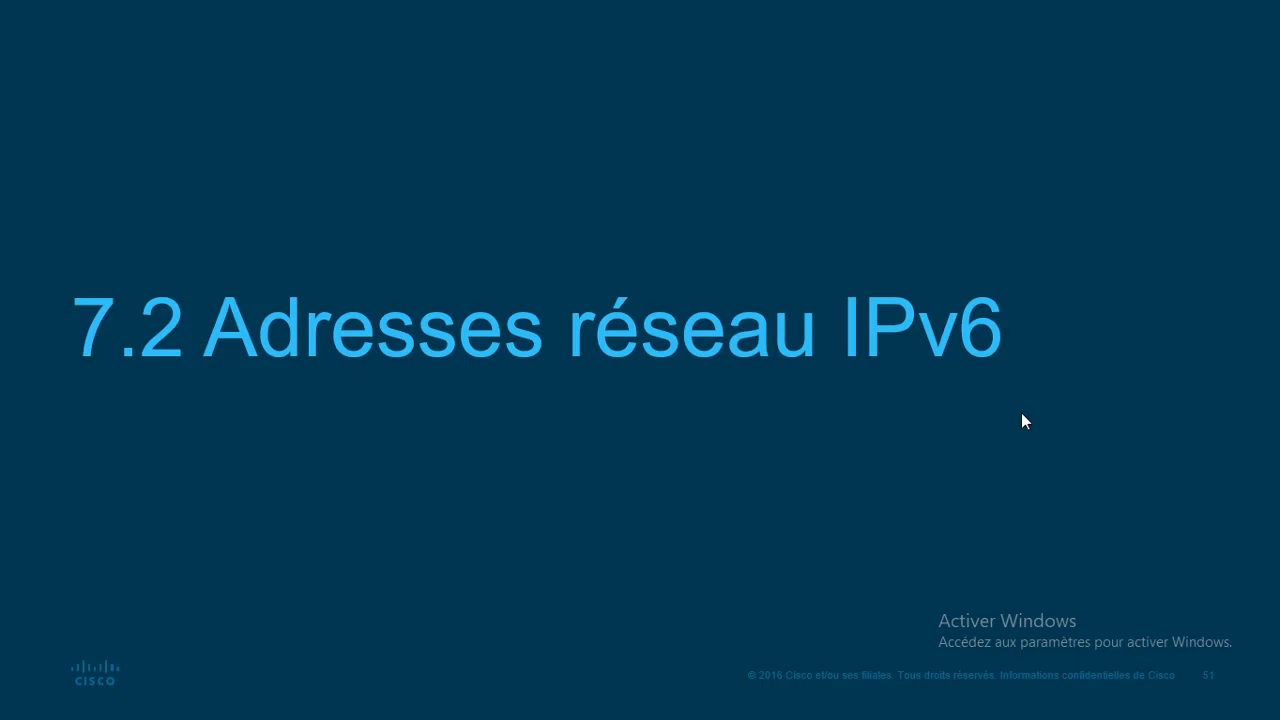 7.2 Adresses réseau IPv6
Activer Windows
Accédez aux paramètres pour activer Windows.
CISCO
© 2016 Cisco et/ou ses filiales. Tous droits réservés. Informations confidentielles de Cisco 51